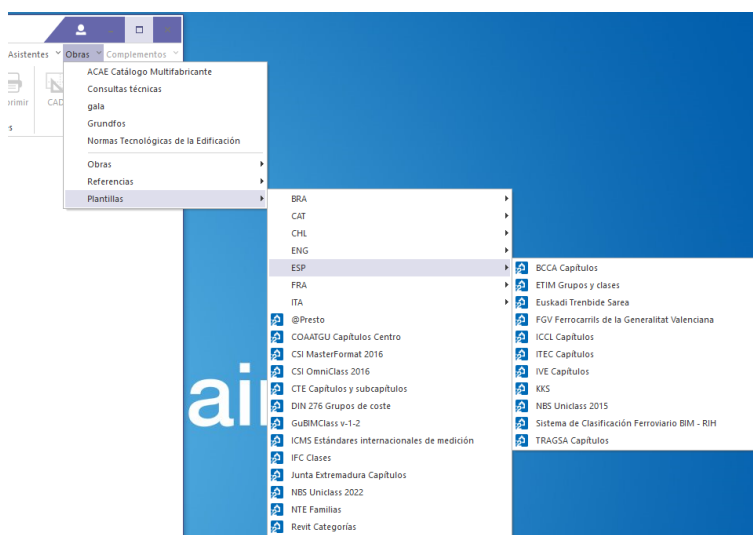 Asistentes Obras Complementos
ACAE Catálogo Multifabricante
Consultas técnicas
gala
Grundfos
Normas Tecnológicas de la Edificación
Obras
Referencias
Plantillas
primir CAD
s
BRA
CAT
CHL
ENG
ESP
FRA
ITA
@Presto
COAATGU Capítulos Centro
CSI MasterFormat 2016
CSI OmniClass 2016
CTE Capítulos y subcapítulos
DIN 276 Grupos de coste
GuBIMClass v-1-2
ICMS Estándares internacionales de medición
IFC Clases
Junta Extremadura Capítulos
NBS Uniclass 2022
NTE Familias
Revit Categorías
BCCA Capítulos
ETIM Grupos y clases
Euskadi Trenbide Sarea
FGV Ferrocarrils de la Generalitat Valenciana
ICCL Capítulos
ITEC Capítulos
IVE Capítulos
KKS
NBS Uniclass 2015
Sistema de Clasificación Ferroviario BIM - RIH
TRAGSA Capítulos
ai